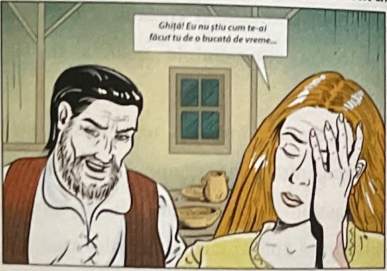 Ghiță! Eu nu știu cum te-ai
făcut tu de o bucată de vreme...